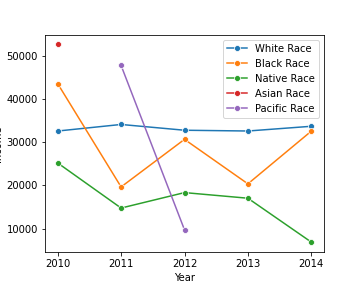 50000
40000
30000
20000
10000
White Race
Black Race
Native Race
Asian Race
Pacific Race
2010 2011 2012 2013 2014
Year